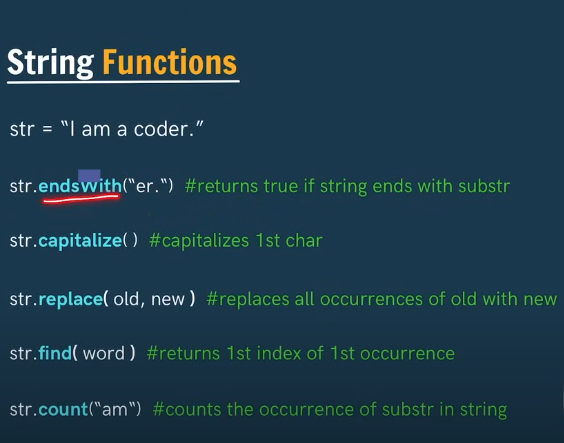 String Functions
str = “I am a coder.”
str.endsWith(“er.“) #returns true if string ends with substr
str.capitalize( ) #capitalizes 1st char
str.replace( old, new ) #replaces all occurrences of old with new
str.find( word ) #returns 1st index of 1st occurrence
str.count(“am“) #counts the occurrence of substr in string